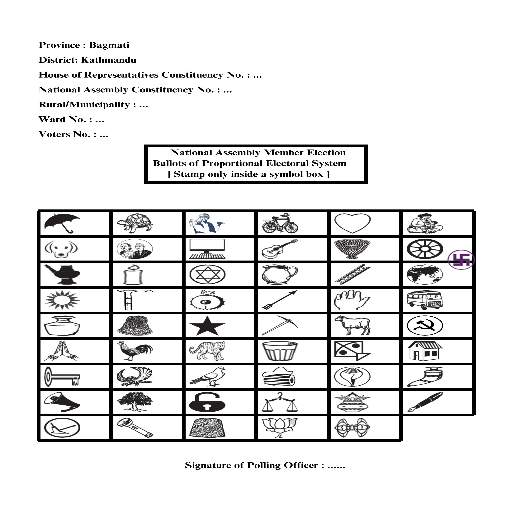 Province : Bagmati
District: Kathmandu
House of Representatives Constituency No. : ...
National Assembly Constituency No. : ...
Rural/Municipality : ...
Ward No. : ...
Voters No. : ...
National Assembly Member Election
Ballots of Proportional Electoral System
[ Stamp only inside a symbol box ]
Signature of Polling Officer : ......